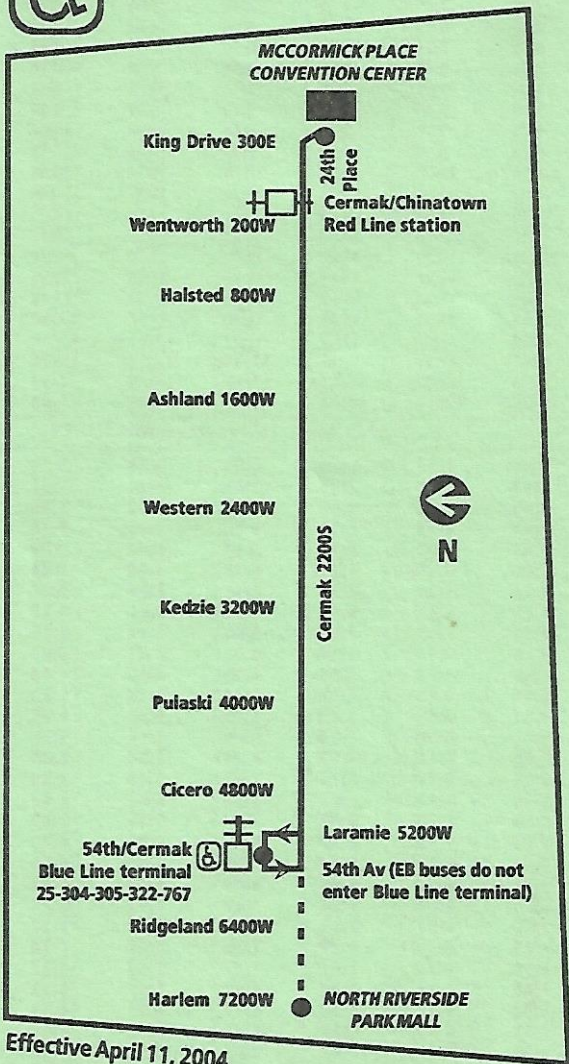 MCCORMICK PLACE
CONVENTION CENTER
King Drive 300E
24th
Place
Cermak/Chinatown
Red Line station
Wentworth 200W
Halsted 800W
Ashland 1600W
Western 2400W
N
Cermak 2200S
Kedzie 3200W
Pulaski 4000W
Cicero 4800W
Laramie 5200W
54th/Cermak
Blue Line terminal
25-304-305-322-767
54th Av (EB buses do not
enter Blue Line terminal)
Ridgeland 6400W
Harlem 7200W
NORTH RIVERSIDE
PARK MALL
Effective April 11, 2004